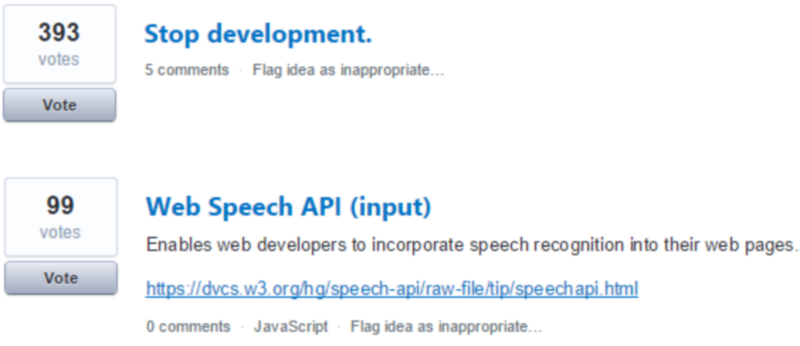 393
votes
Vote
Stop development.
5 comments · Flag idea as inappropriate…
99
votes
Vote
Web Speech API (input)
Enables web developers to incorporate speech recognition into their web pages.
https://dvcs.w3.org/hg/speech-api/raw-file/tip/speechapi.html
0 comments · JavaScript · Flag idea as inappropriate…